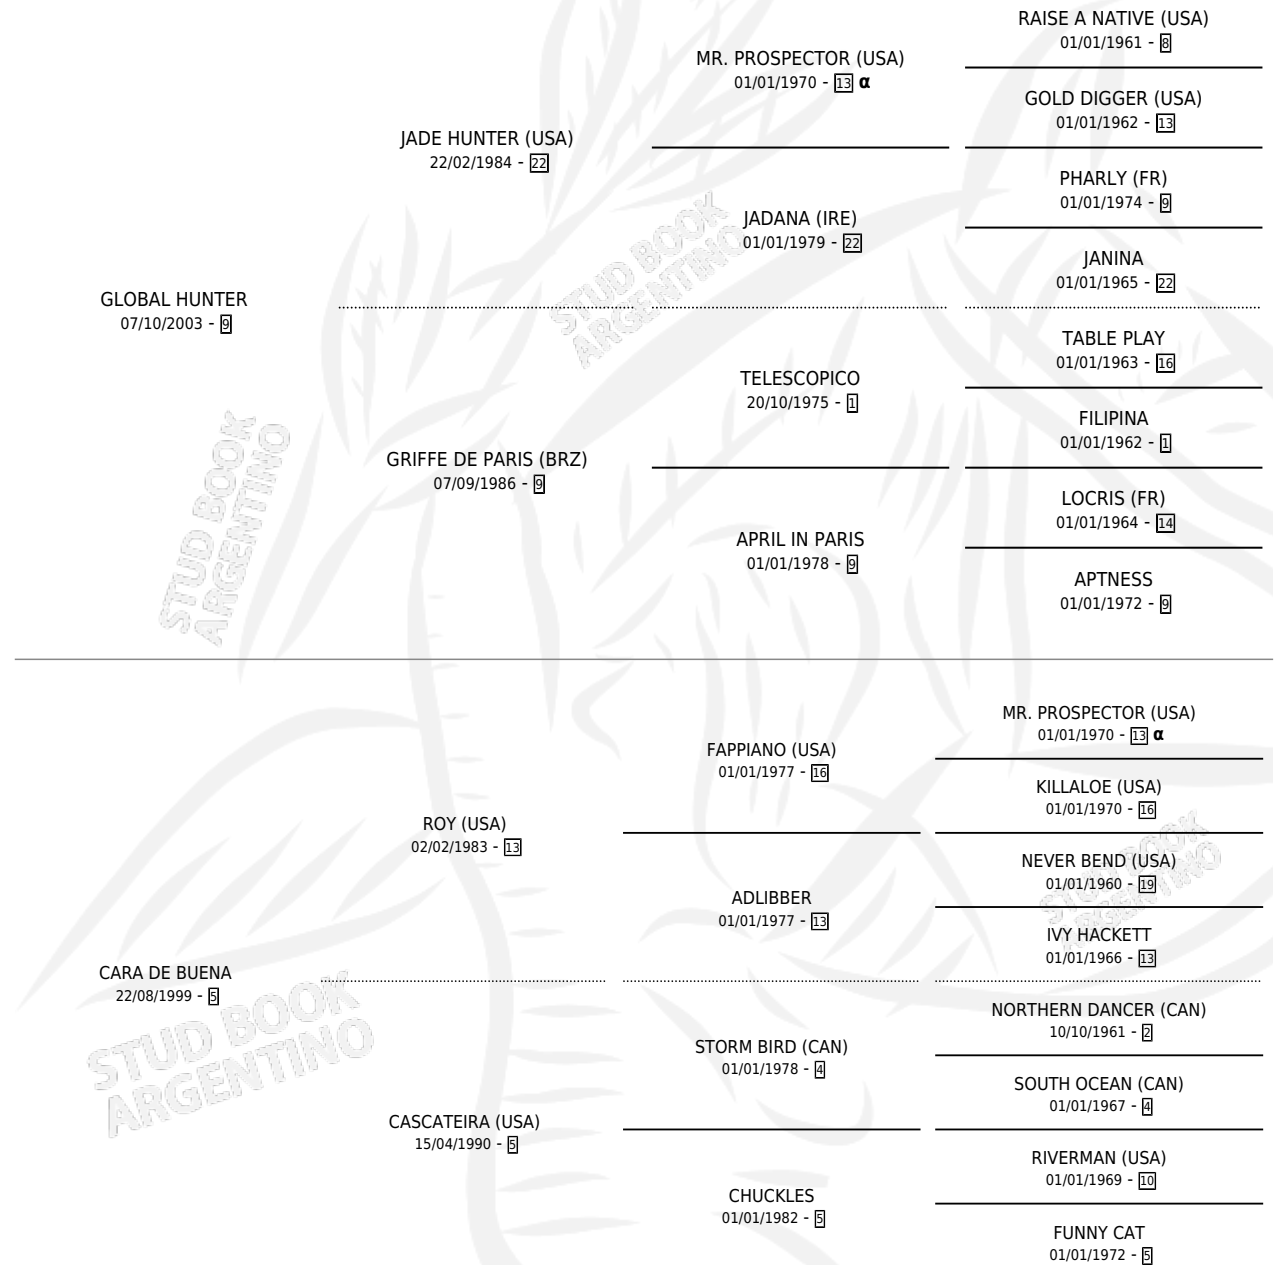 RAISE A NATIVE (USA)
01/01/1961 - 8
MR. PROSPECTOR (USA)
01/01/1970 - 13 α
GOLD DIGGER (USA)
01/01/1962 - 13
JADE HUNTER (USA)
22/02/1984 - 22
PHARLY (FR)
01/01/1974 - 9
JADANA (IRE)
01/01/1979 - 22
JANINA
01/01/1965 - 22
GLOBAL HUNTER
07/10/2003 - 9
TABLE PLAY
01/01/1963 - 16
TELESCOPICO
20/10/1975 - 1
FILIPINA
01/01/1962 - 1
GRIFFE DE PARIS (BRZ)
07/09/1986 - 9
LOCRIS (FR)
01/01/1964 - 14
APRIL IN PARIS
01/01/1978 - 9
APTNESS
01/01/1972 - 9
MR. PROSPECTOR (USA)
01/01/1970 - 13 α
FAPPIANO (USA)
01/01/1977 - 16
KILLALOE (USA)
01/01/1970 - 16
ROY (USA)
02/02/1983 - 13
NEVER BEND (USA)
01/01/1960 - 19
ADLIBBER
01/01/1977 - 13
IVY HACKETT
01/01/1966 - 13
CARA DE BUENA
22/08/1999 - 5
NORTHERN DANCER (CAN)
10/10/1961 - 2
STORM BIRD (CAN)
01/01/1978 - 4
SOUTH OCEAN (CAN)
01/01/1967 - 4
CASCATEIRA (USA)
15/04/1990 - 5
RIVERMAN (USA)
01/01/1969 - 10
CHUCKLES
01/01/1982 - 5
FUNNY CAT
01/01/1972 - 5
STUD BOOK
ARGENTINO
STUD BOOK
ARGENTINO
STUD BOOK
ARGENTINO
STUD BOOK
ARGENTINO